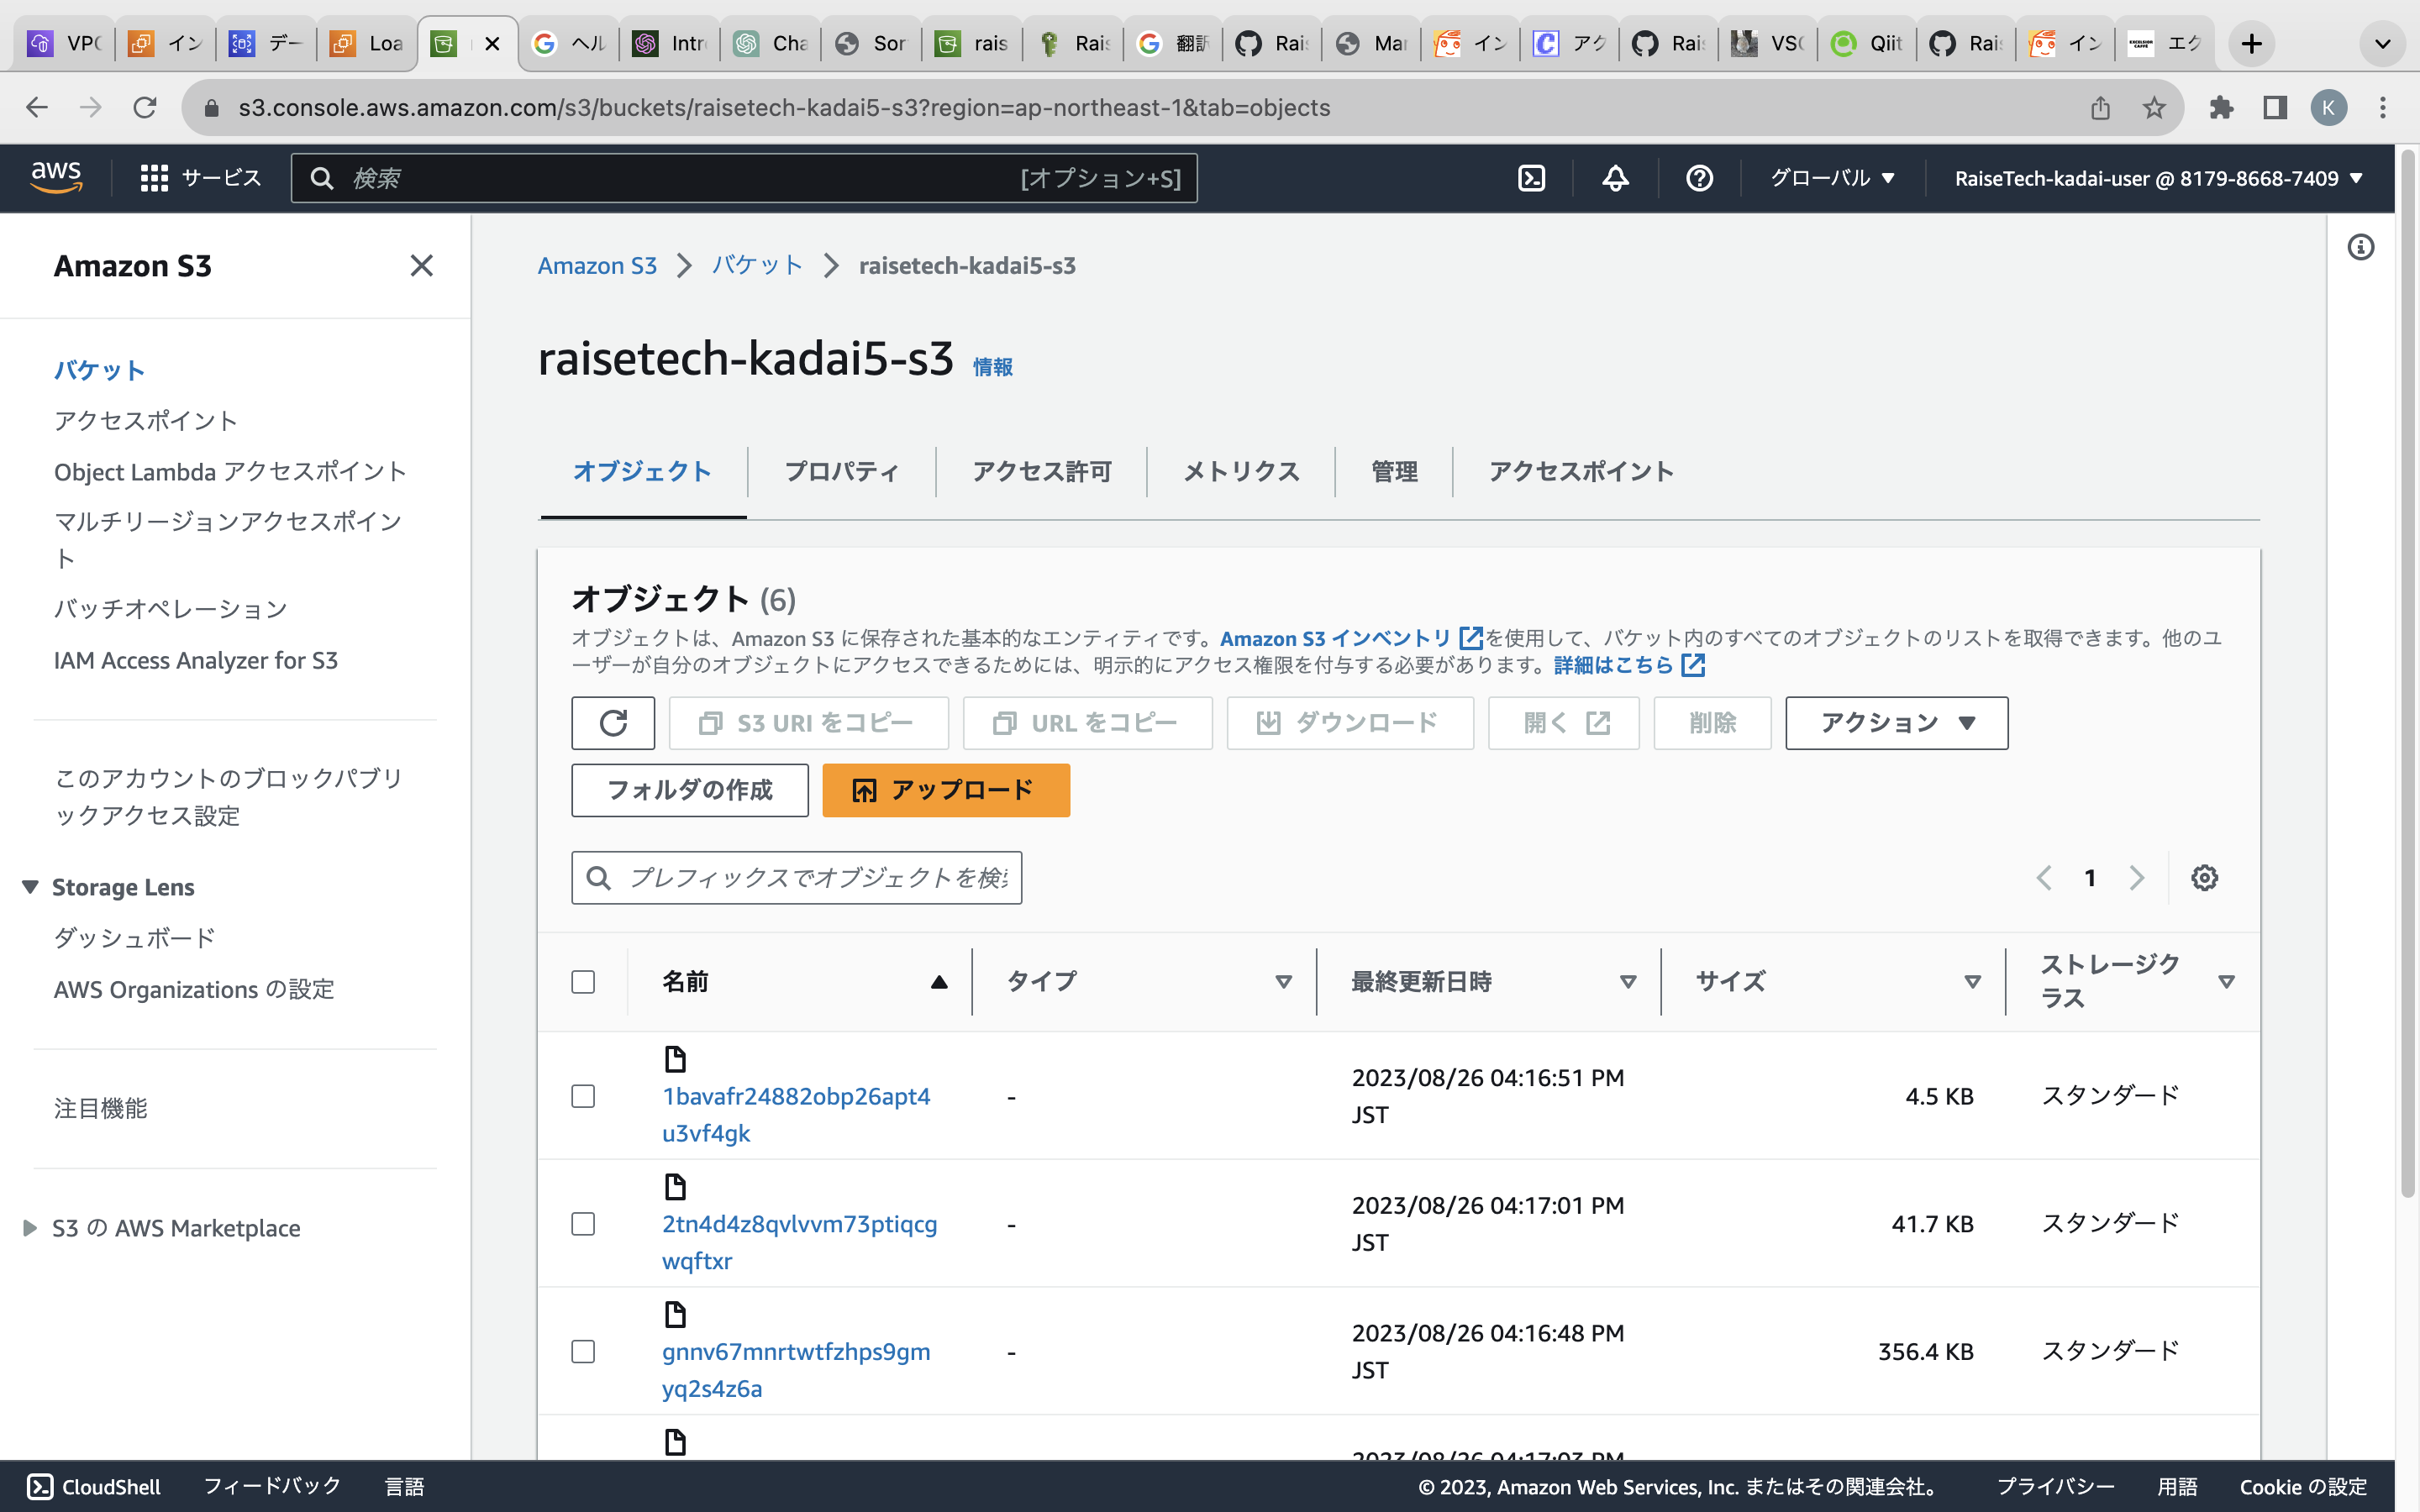 VPC
イン
デー
Loa
ヘル
Intr
Cha
Sor
rais
Rais
翻訳
Rais
Mar
イン
アク
Rais
VSC
Qiit
Rais
イン
エク
s3.console.aws.amazon.com/s3/buckets/raisetech-kadai5-s3?region=ap-northeast-1&tab=objects
K
aws
サービス
検索
[オプション+S]
グローバル
RaiseTech-kadai-user @ 8179-8668-7409
Amazon S3
バケット
アクセスポイント
Object Lambda アクセスポイント
マルチリージョンアクセスポイン
ト
バッチオペレーション
IAM Access Analyzer for S3
このアカウントのブロックパブリ
ックアクセス設定
Storage Lens
ダッシュボード
AWS Organizations の設定
注目機能
S3 の AWS Marketplace
Amazon S3 > バケット > raisetech-kadai5-s3
raisetech-kadai5-s3 情報
オブジェクト
プロパティ
アクセス許可
メトリクス
管理
アクセスポイント
オブジェクト (6)
オブジェクトは、Amazon S3 に保存された基本的なエンティティです。Amazon S3 インベントリ を使用して、バケット内のすべてのオブジェクトのリストを取得できます。他のユ
ーザーが自分のオブジェクトにアクセスできるためには、明示的にアクセス権限を付与する必要があります。詳細はこちら
S3 URI をコピー
URL をコピー
ダウンロード
開く
削除
アクション
フォルダの作成
アップロード
プレフィックスでオブジェクトを検
1
名前
タイプ
最終更新日時
サイズ
ストレージク
ラス
1bavafr24882obp26apt4
u3vf4gk
-
2023/08/26 04:16:51 PM
JST
4.5 KB
スタンダード
2tn4d4z8qvlvvm73ptiqcg
wqftxr
-
2023/08/26 04:17:01 PM
JST
41.7 KB
スタンダード
gnnv67mnrtwtfzhps9gm
yq2s4z6a
-
2023/08/26 04:16:48 PM
JST
356.4 KB
スタンダード
2023/08/26 04:17:03 PM
CloudShell
フィードバック
言語
© 2023, Amazon Web Services, Inc. またはその関連会社。
プライバシー
用語
Cookie の設定